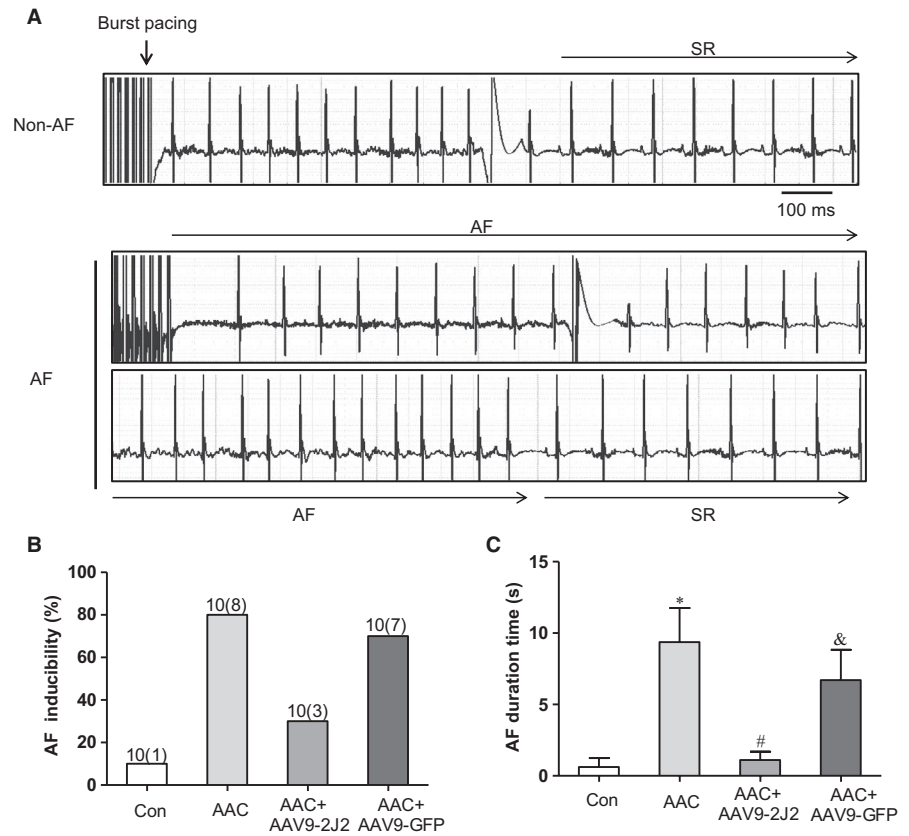 A
Burst pacing
SR
Non-AF
100 ms
AF
AF
AF
SR
B
AF inducibility (%)
100
80
60
40
20
0
10(1)
10(8)
10(3)
10(7)
Con
AAC
AAC+
AAV9-2J2
AAC+
AAV9-GFP
C
AF duration time (s)
15
10
5
0
*
#
&
Con
AAC
AAC+
AAV9-2J2
AAC+
AAV9-GFP